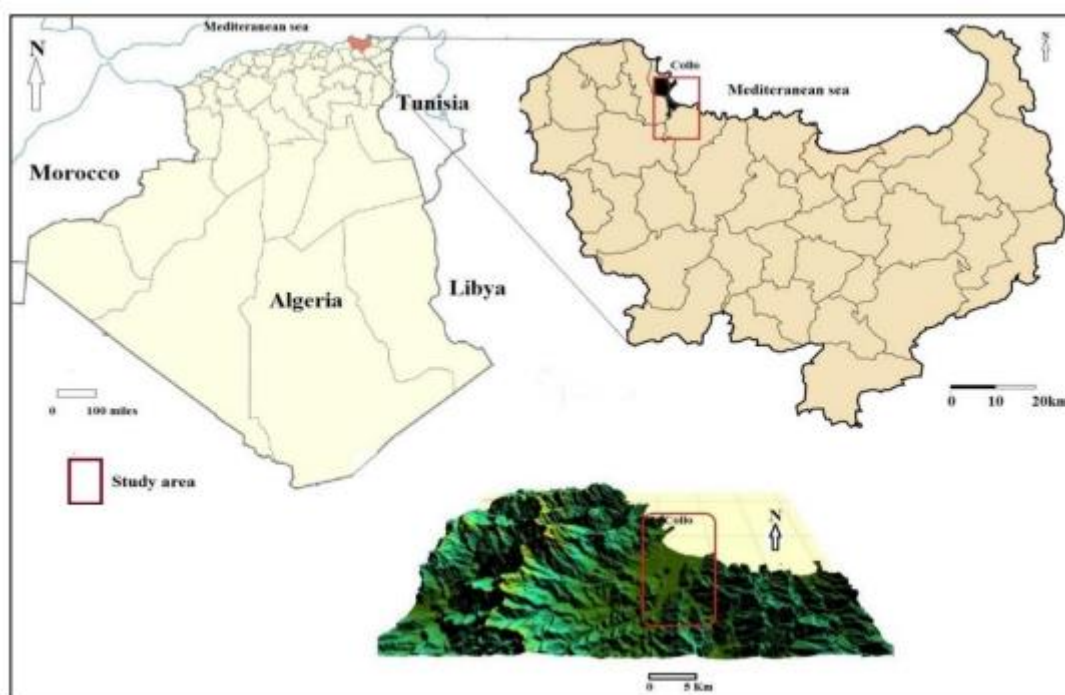 Mediteranean sea
N
Tunisia
Morocco
Algeria
Libya
0 100 miles
Study area
Collo
Mediteranean sea
N
0 10 20km
Collo
N
0 5 Km